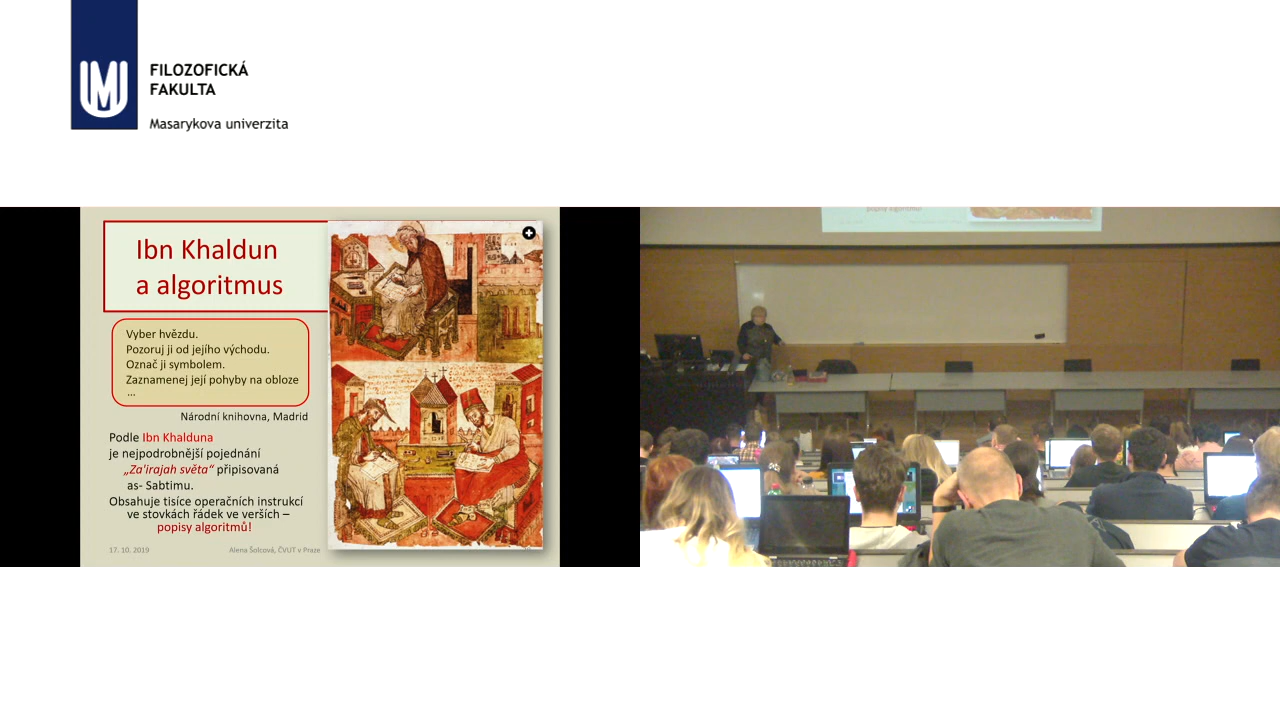 FILOZOFICKÁ
FAKULTA
Masarykova univerzita
Ibn Khaldun
a algoritmus
Vyber hvězdu.
Pozoruj ji od jejího východu.
Označ ji symbolem.
Zaznamenej její pohyby na obloze
...
Národní knihovna, Madrid
Podle Ibn Khalduna
je nejpodrobnější pojednání
„Za'irajah světa“ připisovaná
as- Sabtimu.
Obsahuje tisíce operačních instrukcí
ve stovkách řádek ve verších –
popisy algoritmů!
17. 10, 2019
Alena Šolcová, ČVUT v Praze
popisy algoritmů!